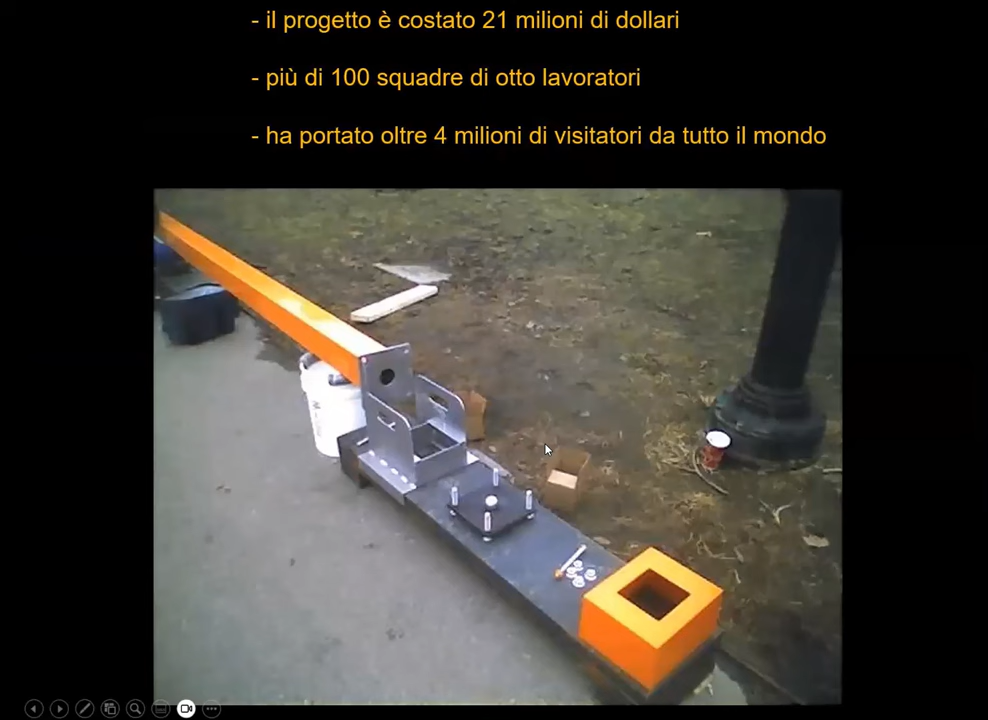 - il progetto è costato 21 milioni di dollari
- più di 100 squadre di otto lavoratori
- ha portato oltre 4 milioni di visitatori da tutto il mondo